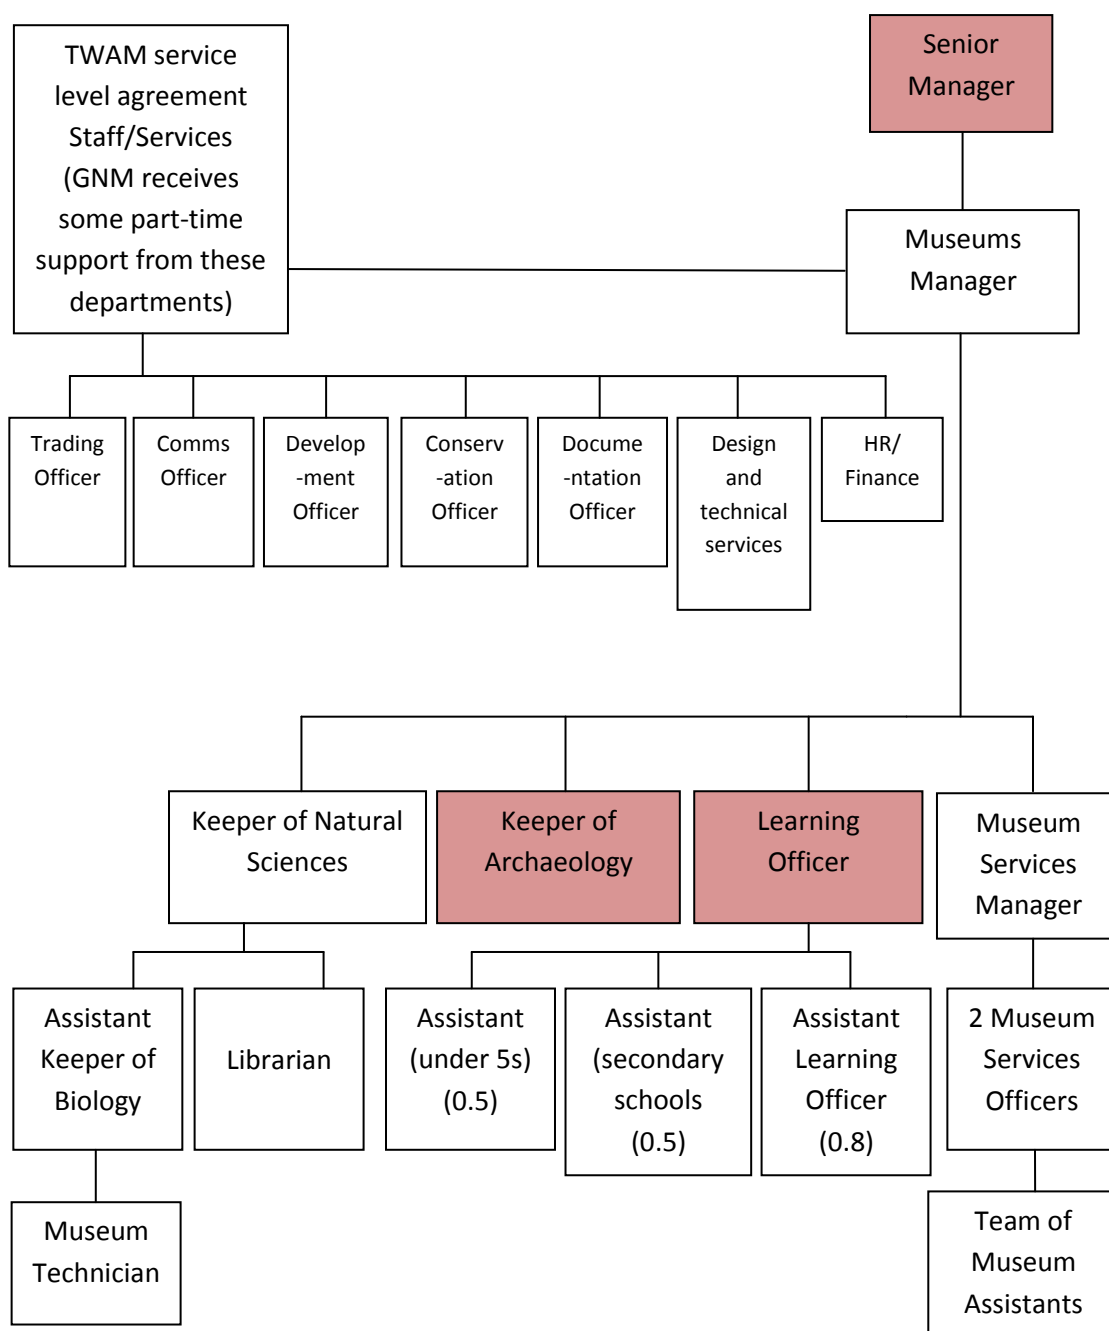 TWAM service
level agreement
Staff/Services
(GNM receives
some part-time
support from these
departments)
Senior
Manager
Museums
Manager
Trading
Officer
Comms
Officer
Develop
-ment
Officer
Conserv
-ation
Officer
Docume
-ntation
Officer
Design
and
technical
services
HR/
Finance
Keeper of Natural
Sciences
Keeper of
Archaeology
Learning
Officer
Museum
Services
Manager
Assistant
Keeper of
Biology
Librarian
Assistant
(under 5s)
(0.5)
Assistant
(secondary
schools
(0.5)
Assistant
Learning
Officer
(0.8)
2 Museum
Services
Officers
Museum
Technician
Team of
Museum
Assistants